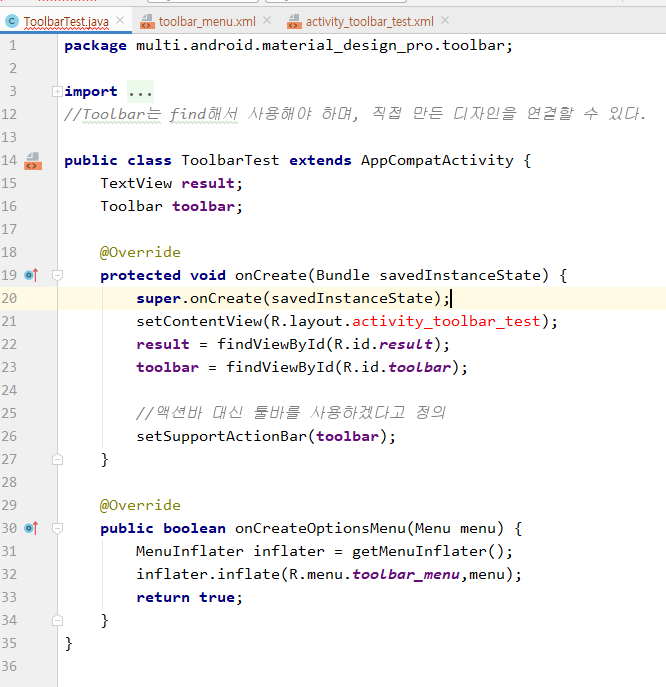 ToolbarTest.java toolbar_menu.xml activity_toolbar_test.xml
1 package multi.android.material_design_pro.toolbar;
2
3 import ...
12 //Toolbar는 find해서 사용해야 하며, 직접 만든 디자인을 연결할 수 있다.
13
14 public class ToolbarTest extends AppCompatActivity {
15 TextView result;
16 Toolbar toolbar;
17
18 @Override
19 protected void onCreate(Bundle savedInstanceState) {
20 super.onCreate(savedInstanceState);
21 setContentView(R.layout.activity_toolbar_test);
22 result = findViewById(R.id.result);
23 toolbar = findViewById(R.id.toolbar);
24
25 //액션바 대신 툴바를 사용하겠다고 정의
26 setSupportActionBar(toolbar);
27 }
28
29 @Override
30 public boolean onCreateOptionsMenu(Menu menu) {
31 MenuInflater inflater = getMenuInflater();
32 inflater.inflate(R.menu.toolbar_menu,menu);
33 return true;
34 }
35 }
36